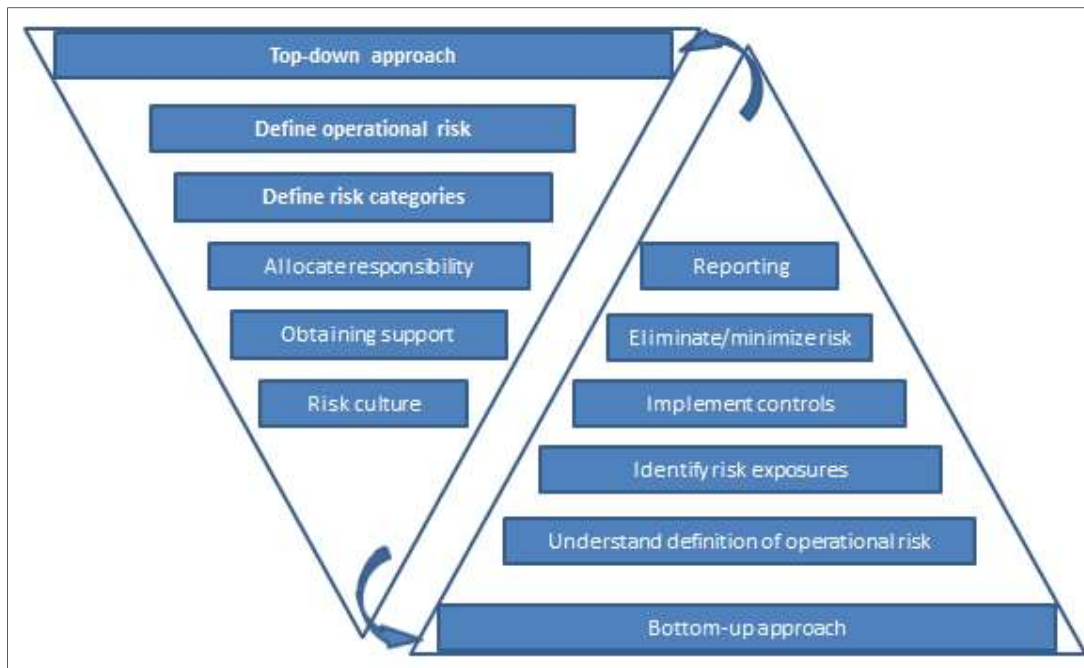 Top-down approach
Define operational risk
Define risk categories
Allocate responsibility
Obtaining support
Risk culture
Reporting
Eliminate/minimize risk
Implement controls
Identify risk exposures
Understand definition of operational risk
Bottom-up approach